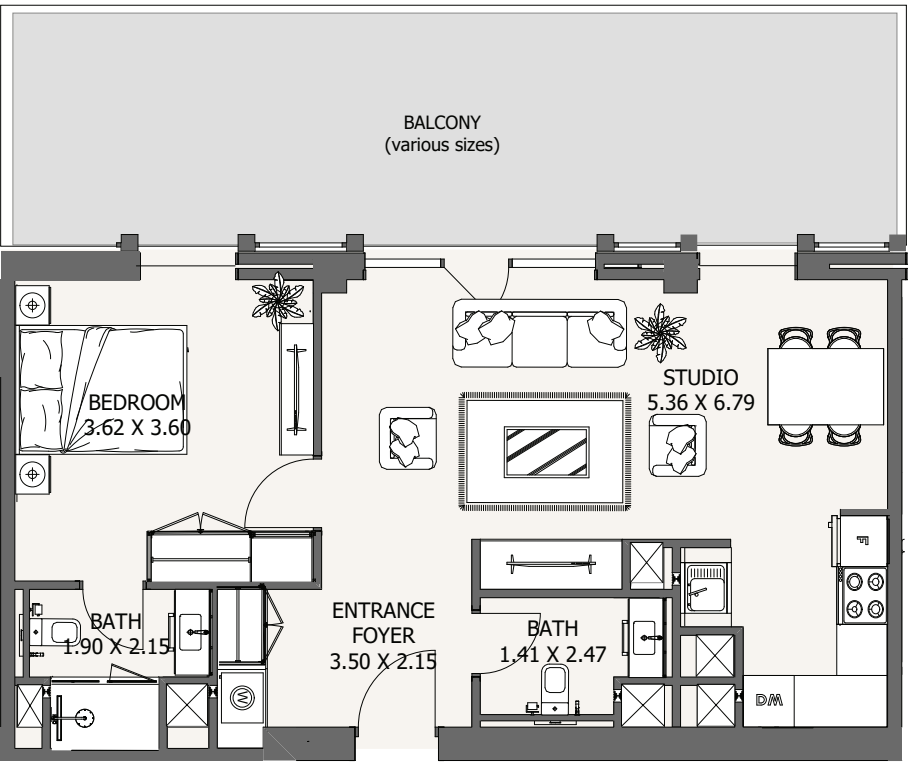 BALCONY
(various sizes)
STUDIO
5.36 X 6.79
BEDROOM
3.62 X 3.60
F
ENTRANCE
FOYER
3.50 X 2.15
BATH
1.90 X 2.15
BATH
1.41 X 2.47
W
DW